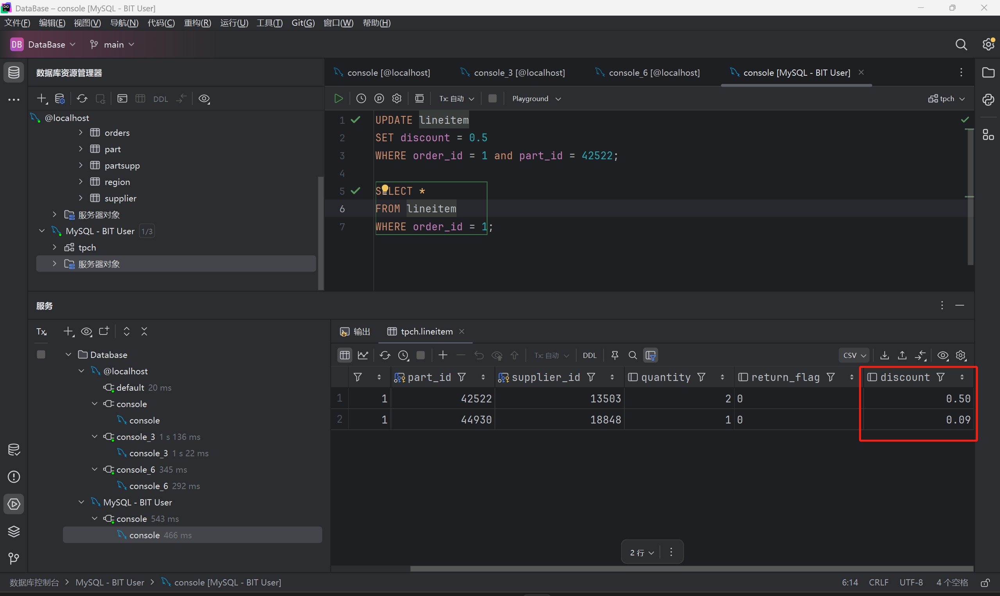 DataBase – console [MySQL - BIT User]
文件(F) 编辑(E) 视图(V) 导航(N) 代码(C) 重构(R) 运行(U) 工具(T) Git(G) 窗口(W) 帮助(H)
DB DataBase main
数据库资源管理器
DDL
@localhost
orders
part
partsupp
region
supplier
服务器对象
MySQL - BIT User 1/3
tpch
服务器对象
console [@localhost] console_3 [@localhost] console_6 [@localhost] console [MySQL - BIT User]
Tx: 自动 Playground tpch
1 UPDATE lineitem
2 SET discount = 0.5
3 WHERE order_id = 1 and part_id = 42522;
4
5 SELECT *
6 FROM lineitem
7 WHERE order_id = 1;
服务
Tx
Database
@localhost
default 20 ms
console
console
console_3 1 s 136 ms
console_3 1 s 22 ms
console_6 345 ms
console_6 292 ms
MySQL - BIT User
console 543 ms
console 466 ms
输出 tpch.lineitem
Tx: 自动 DDL CSV
part_id supplier_id quantity return_flag discount
1 1 42522 13503 2 0 0.50
2 1 44930 18848 1 0 0.09
2 行
数据库控制台 > MySQL - BIT User > console [MySQL - BIT User]
6:14 CRLF UTF-8 4 个空格